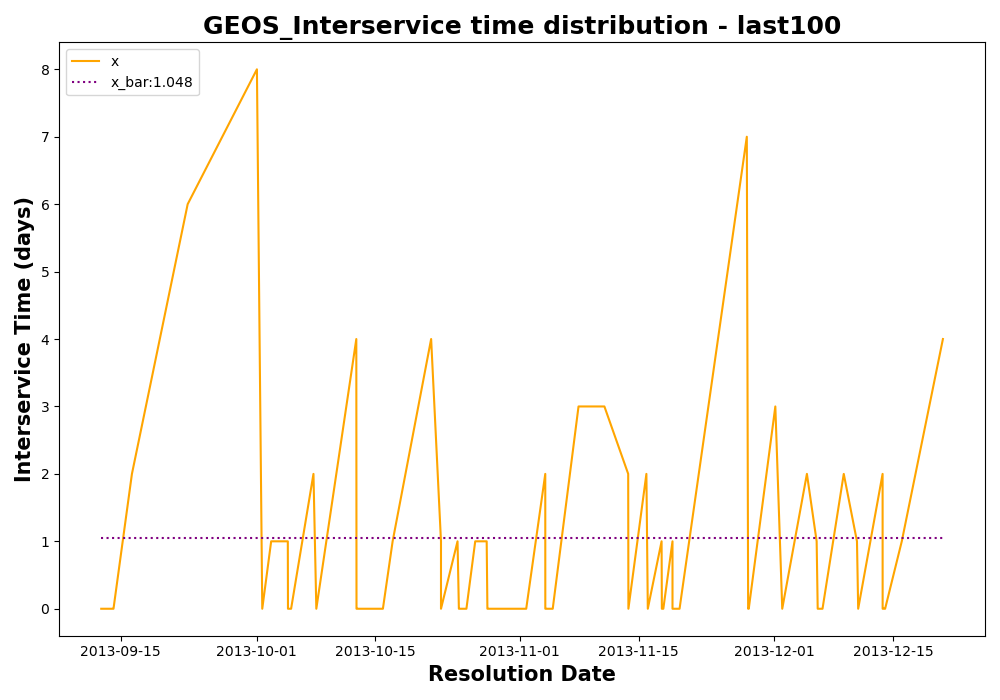 GEOS_Interservice time distribution - last100
x
x_bar:1.048
Interservice Time (days)
8
7
6
5
4
3
2
1
0
2013-09-15 2013-10-01 2013-10-15 2013-11-01 2013-11-15 2013-12-01 2013-12-15
Resolution Date